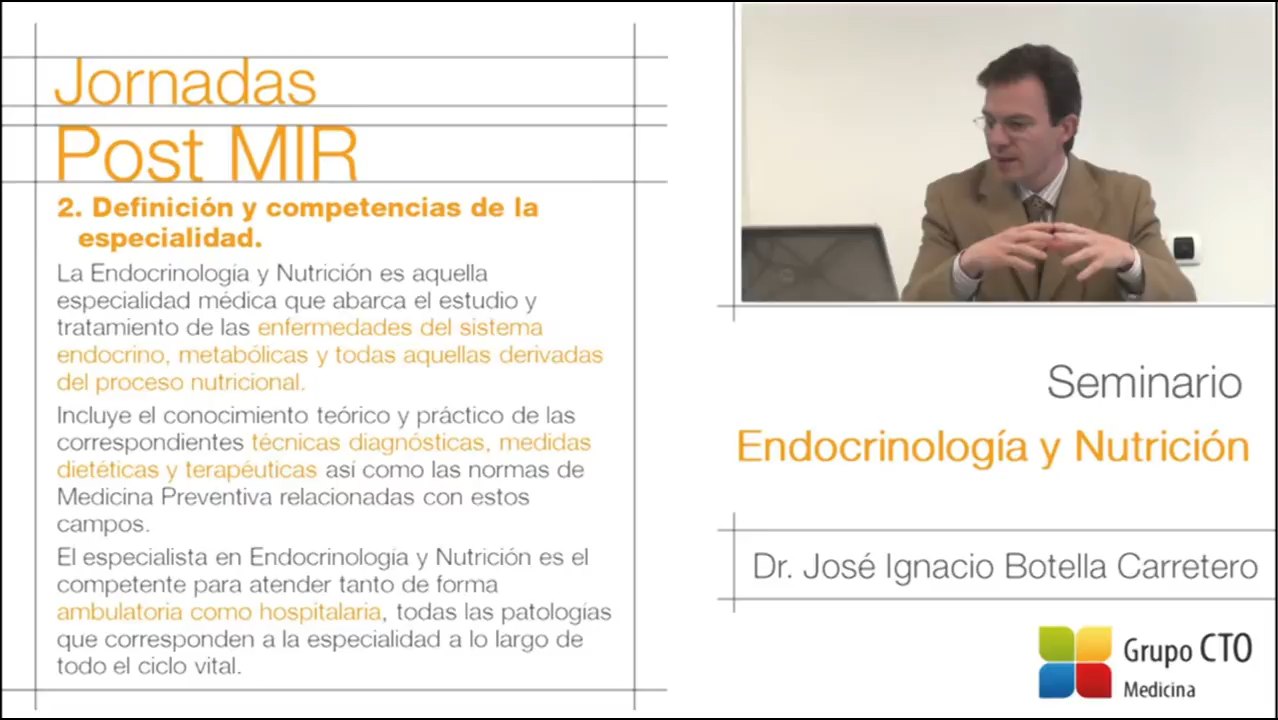 Jornadas
Post MIR
2. Definición y competencias de la
especialidad.
La Endocrinología y Nutrición es aquella
especialidad médica que abarca el estudio y
tratamiento de las enfermedades del sistema
endocrino, metabólicas y todas aquellas derivadas
del proceso nutricional.
Incluye el conocimiento teórico y práctico de las
correspondientes técnicas diagnósticas, medidas
dietéticas y terapéuticas así como las normas de
Medicina Preventiva relacionadas con estos
campos.
El especialista en Endocrinología y Nutrición es el
competente para atender tanto de forma
ambulatoria como hospitalaria, todas las patologías
que corresponden a la especialidad a lo largo de
todo el ciclo vital.
Seminario
Endocrinología y Nutrición
Dr. José Ignacio Botella Carretero
Grupo CTO
Medicina